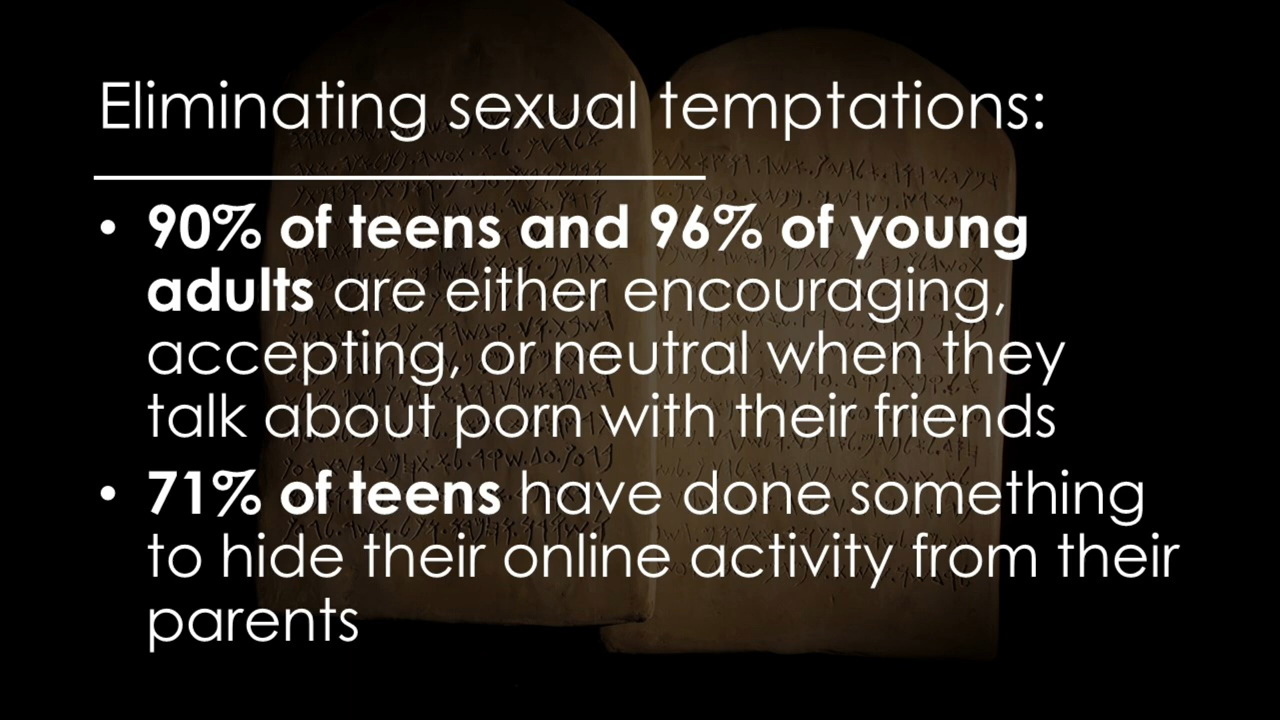 Eliminating sexual temptations:
• 90% of teens and 96% of young
adults are either encouraging,
accepting, or neutral when they
talk about porn with their friends
• 71% of teens have done something
to hide their online activity from their
parents